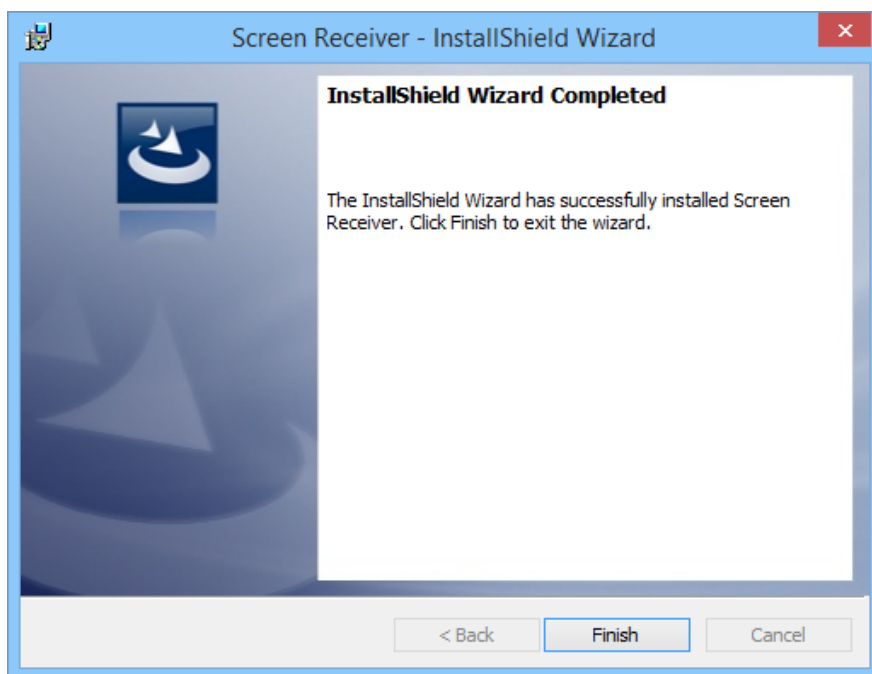 Screen Receiver - InstallShield Wizard
InstallShield Wizard Completed
The InstallShield Wizard has successfully installed Screen
Receiver. Click Finish to exit the wizard.
< Back
Finish
Cancel